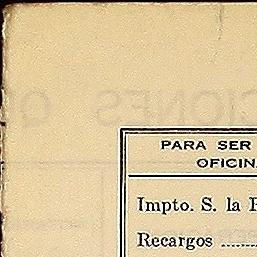 PARA SER
OFICIN
Impto. S. la
Recargos